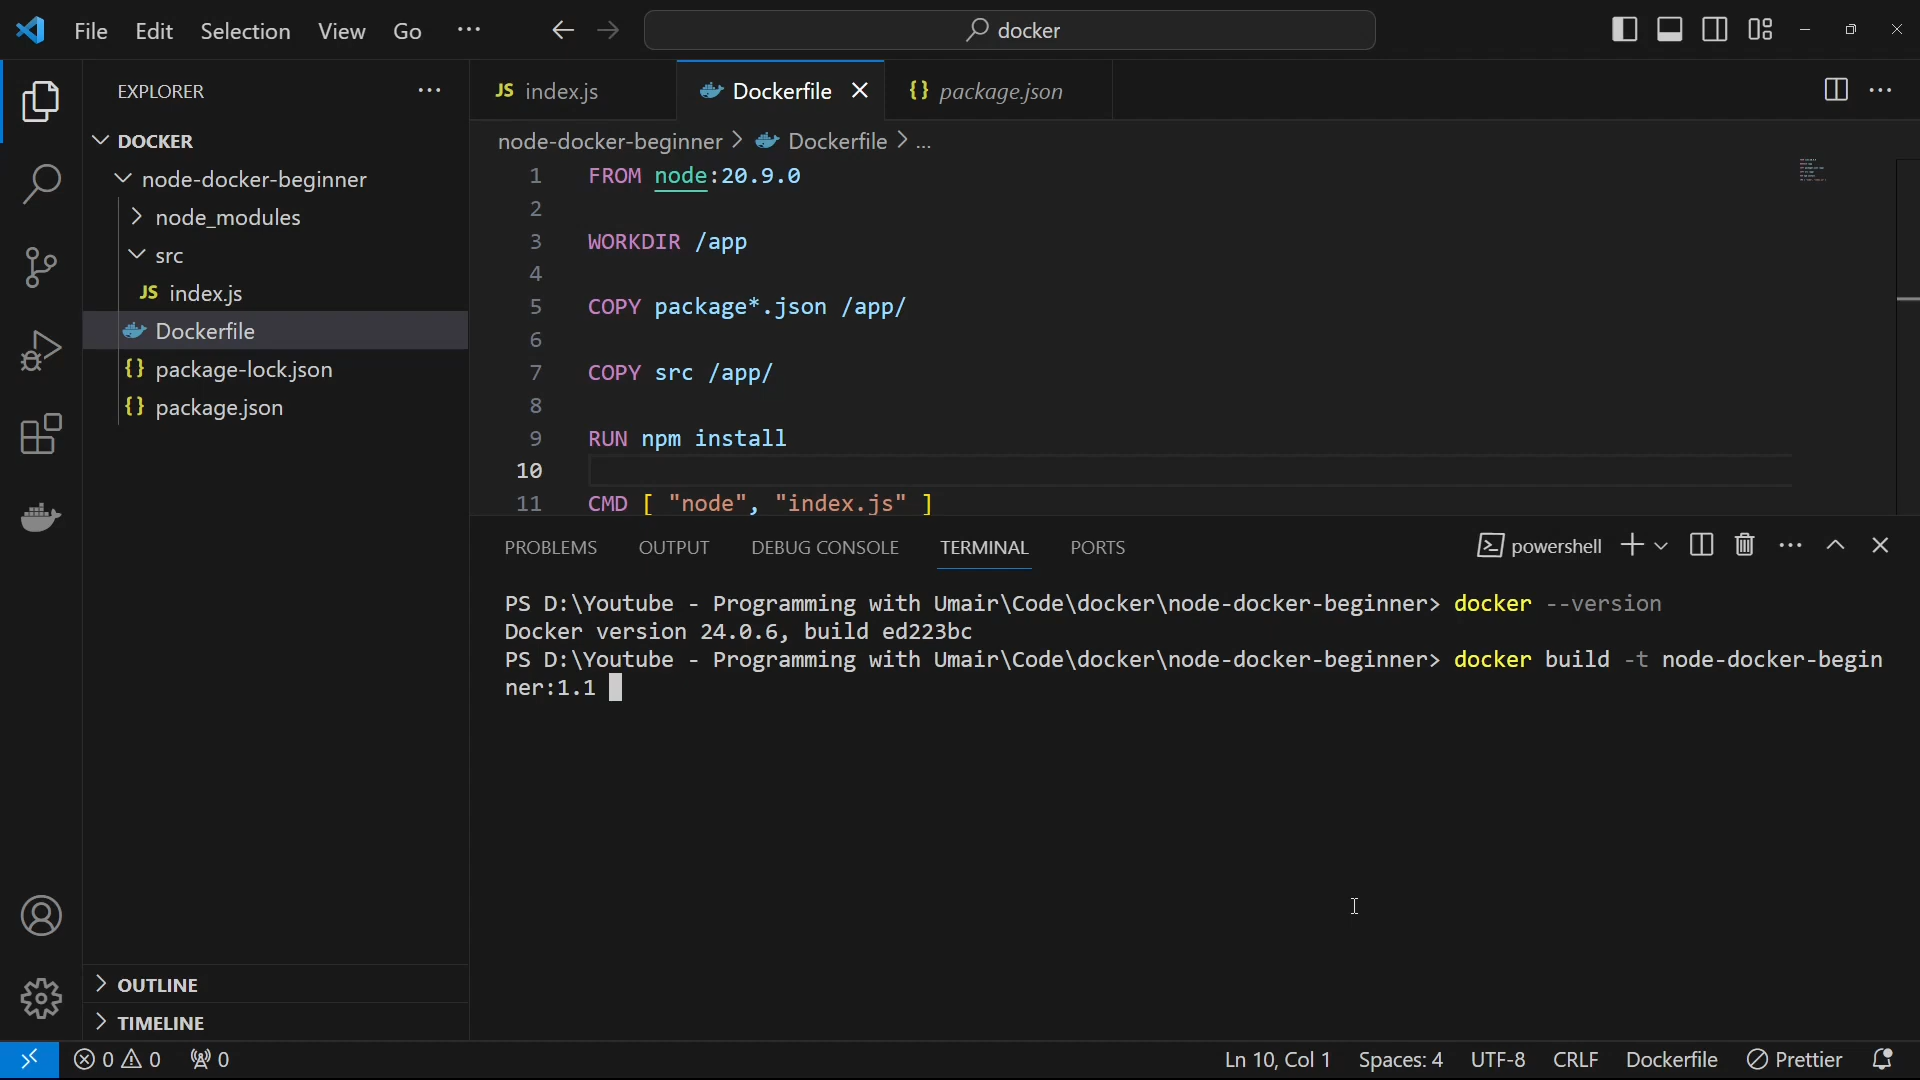 File Edit Selection View Go ··· docker
EXPLORER ···
DOCKER
node-docker-beginner
node_modules
src
JS index.js
Dockerfile
{} package-lock.json
{} package.json
OUTLINE
TIMELINE
JS index.js Dockerfile {} package.json ···
node-docker-beginner > Dockerfile > ...
1 FROM node:20.9.0
2
3 WORKDIR /app
4
5 COPY package*.json /app/
6
7 COPY src /app/
8
9 RUN npm install
10
11 CMD [ "node", "index.js" ]
PROBLEMS OUTPUT DEBUG CONSOLE TERMINAL PORTS powershell ···
PS D:\Youtube - Programming with Umair\Code\docker\node-docker-beginner> docker --version
Docker version 24.0.6, build ed223bc
PS D:\Youtube - Programming with Umair\Code\docker\node-docker-beginner> docker build -t node-docker-begin
ner:1.1
0 0 0 Ln 10, Col 1 Spaces: 4 UTF-8 CRLF Dockerfile Prettier